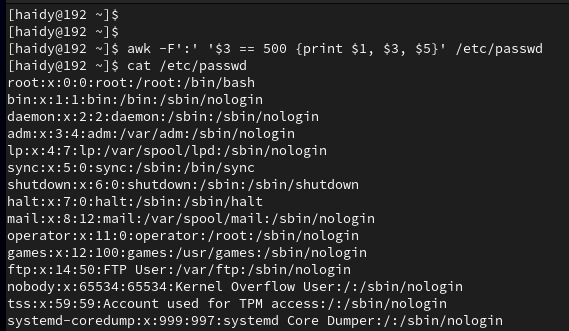 [haidy@192 ~]$
[haidy@192 ~]$
[haidy@192 ~]$ awk -F':' '$3 == 500 {print $1, $3, $5}' /etc/passwd
[haidy@192 ~]$ cat /etc/passwd
root:x:0:0:root:/root:/bin/bash
bin:x:1:1:bin:/bin:/sbin/nologin
daemon:x:2:2:daemon:/sbin:/sbin/nologin
adm:x:3:4:adm:/var/adm:/sbin/nologin
lp:x:4:7:lp:/var/spool/lpd:/sbin/nologin
sync:x:5:0:sync:/sbin:/bin/sync
shutdown:x:6:0:shutdown:/sbin:/sbin/shutdown
halt:x:7:0:halt:/sbin:/sbin/halt
mail:x:8:12:mail:/var/spool/mail:/sbin/nologin
operator:x:11:0:operator:/root:/sbin/nologin
games:x:12:100:games:/usr/games:/sbin/nologin
ftp:x:14:50:FTP User:/var/ftp:/sbin/nologin
nobody:x:65534:65534:Kernel Overflow User:/:/sbin/nologin
tss:x:59:59:Account used for TPM access:/:/sbin/nologin
systemd-coredump:x:999:997:systemd Core Dumper:/:/sbin/nologin